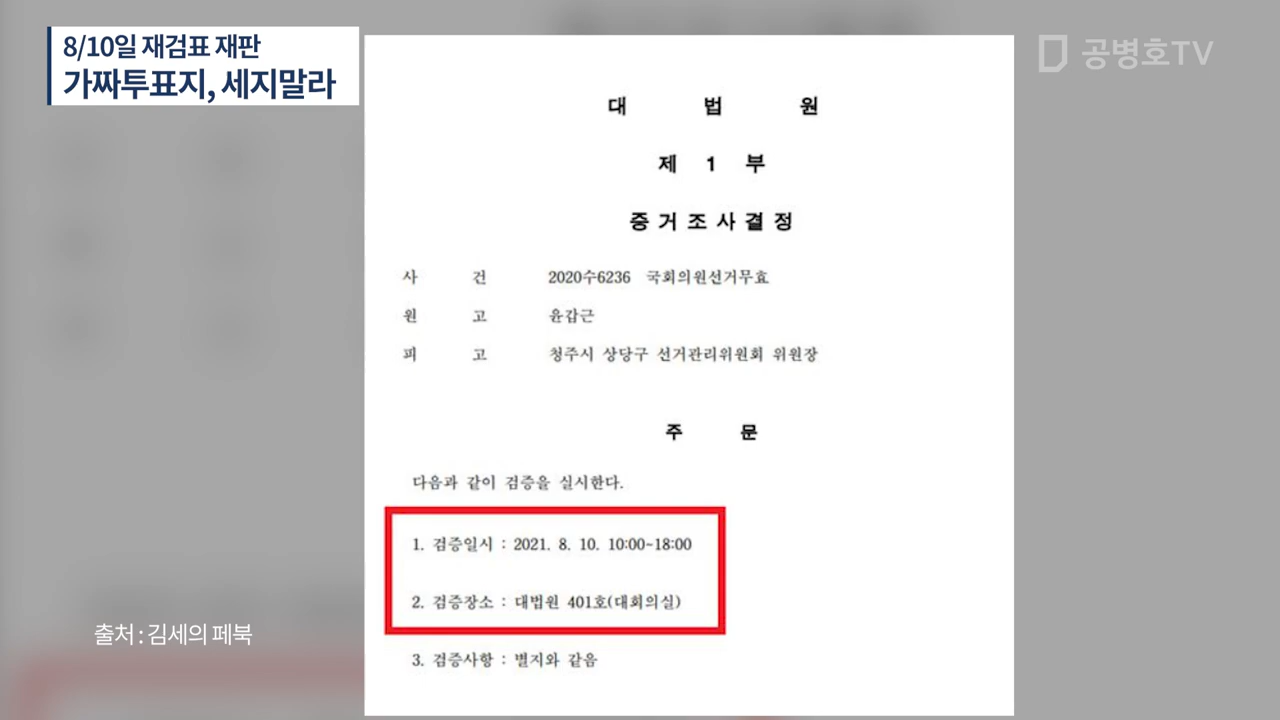 8/10일 재검표 재판
가짜투표지, 세지말라
공병호TV
대 법 원
제 1 부
증 거 조 사 결 정
사 건 2020수6236 국회의원선거무효
원 고 윤갑근
피 고 청주시 상당구 선거관리위원회 위원장
주 문
다음과 같이 검증을 실시한다.
1. 검증일시 : 2021. 8. 10. 10:00~18:00
2. 검증장소 : 대법원 401호(대회의실)
3. 검증사항 : 별지와 같음
출처 : 김세의 페북